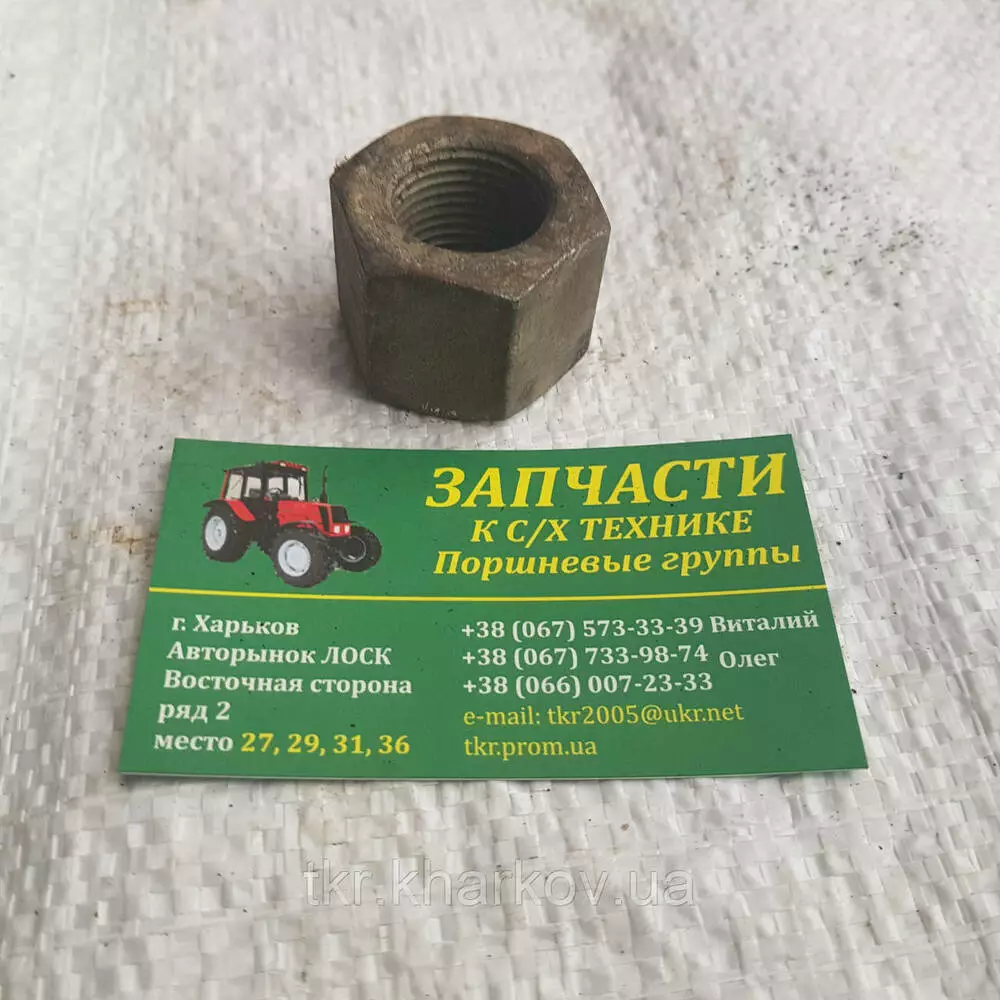 ЗАПЧАСТИ
К С/Х ТЕХНИКЕ
Поршневые группы
г. Харьков
Авторынок ЛОСК
Восточная сторона
ряд 2
место 27, 29, 31, 36
+38 (067) 573-33-39 Виталий
+38 (067) 733-98-74 Олег
+38 (066) 007-23-33
e-mail: tkr2005@ukr.net
tkr.prom.ua
tkr.kharkov.ua